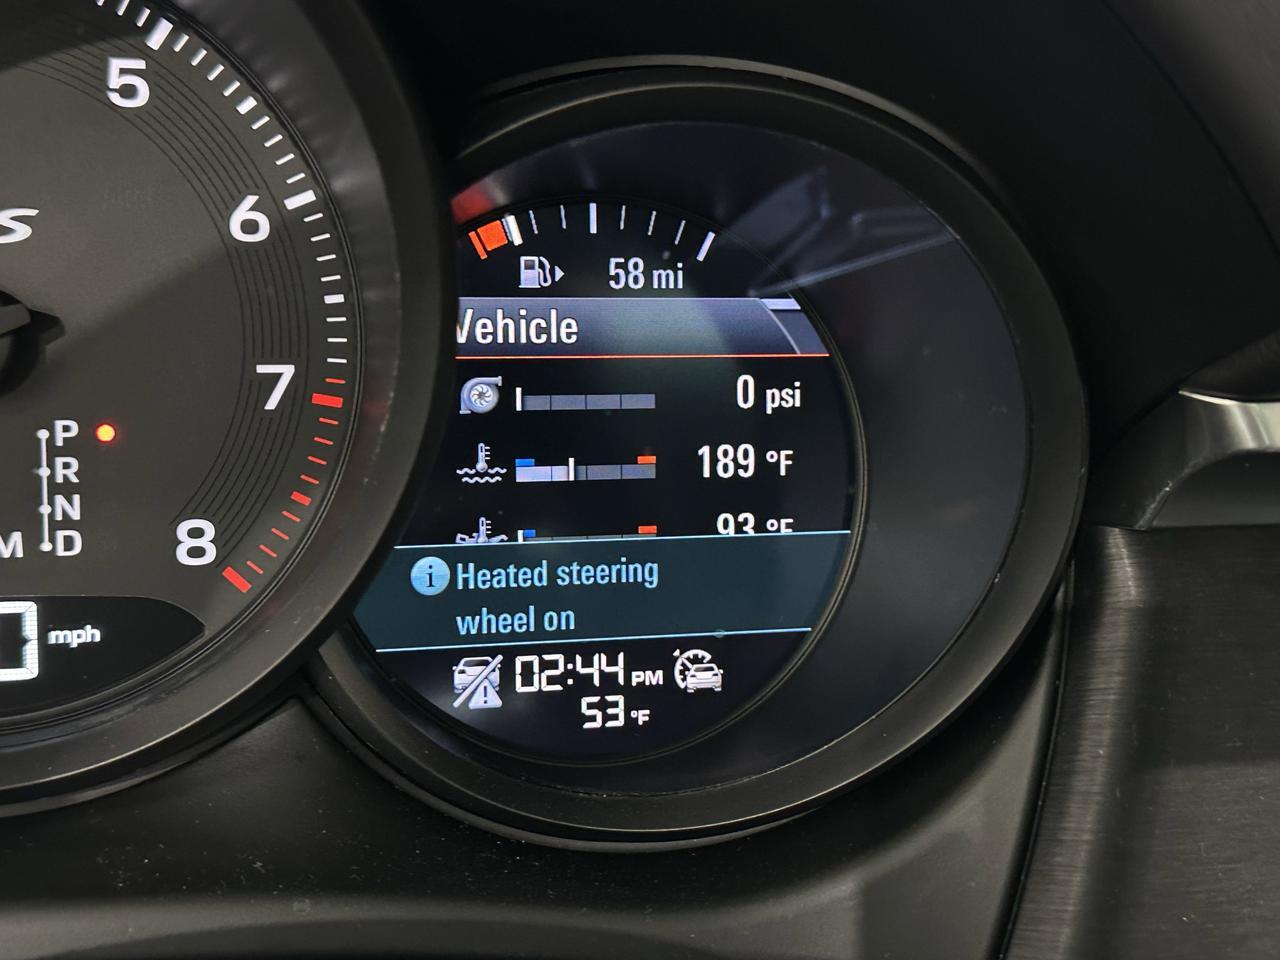 5
6
7
8
S
P
R
N
M D
mph
58 mi
Vehicle
0 psi
189 °F
93 °F
Heated steering
wheel on
02:44 PM
53 °F